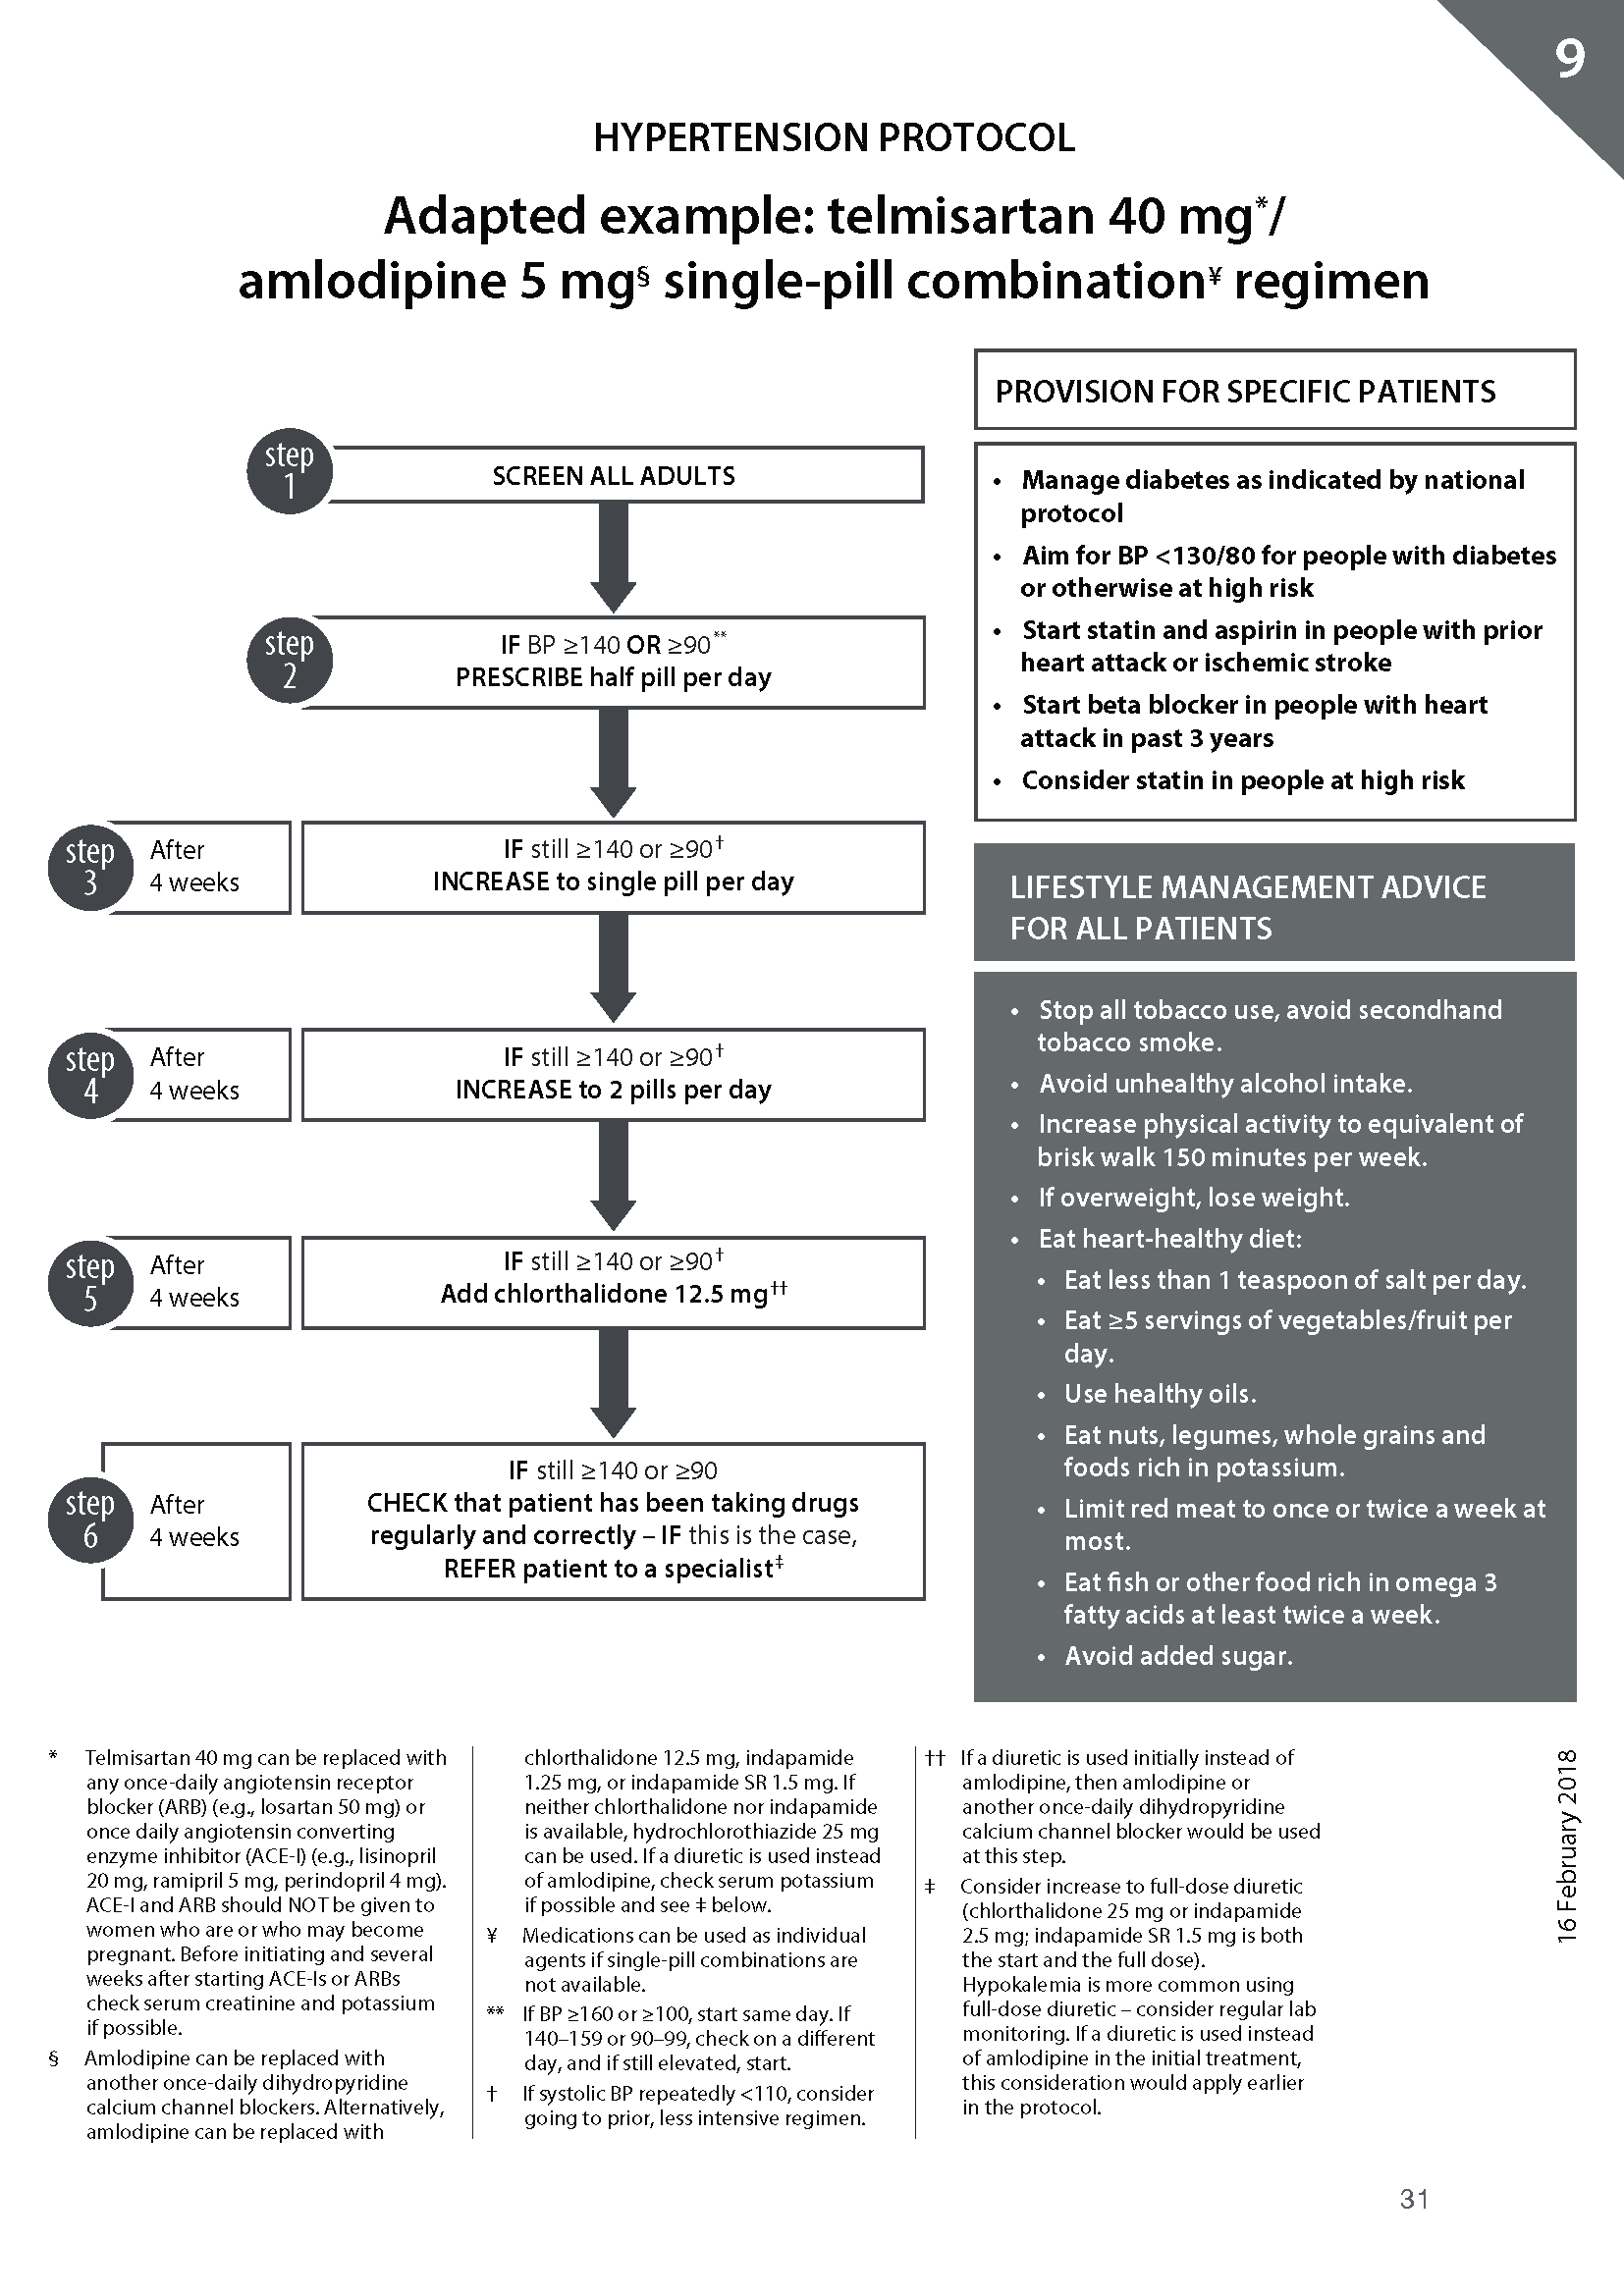 9
HYPERTENSION PROTOCOL
Adapted example: telmisartan 40 mg*/
amlodipine 5 mg§ single-pill combination¥ regimen
step
1
SCREEN ALL ADULTS
step
2
IF BP ≥140 OR ≥90**
PRESCRIBE half pill per day
step
3
After
4 weeks
IF still ≥140 or ≥90†
INCREASE to single pill per day
step
4
After
4 weeks
IF still ≥140 or ≥90†
INCREASE to 2 pills per day
step
5
After
4 weeks
IF still ≥140 or ≥90†
Add chlorthalidone 12.5 mg††
step
6
After
4 weeks
IF still ≥140 or ≥90
CHECK that patient has been taking drugs
regularly and correctly – IF this is the case,
REFER patient to a specialist‡
PROVISION FOR SPECIFIC PATIENTS
• Manage diabetes as indicated by national
protocol
• Aim for BP <130/80 for people with diabetes
or otherwise at high risk
• Start statin and aspirin in people with prior
heart attack or ischemic stroke
• Start beta blocker in people with heart
attack in past 3 years
• Consider statin in people at high risk
LIFESTYLE MANAGEMENT ADVICE
FOR ALL PATIENTS
• Stop all tobacco use, avoid secondhand
tobacco smoke.
• Avoid unhealthy alcohol intake.
• Increase physical activity to equivalent of
brisk walk 150 minutes per week.
• If overweight, lose weight.
• Eat heart-healthy diet:
• Eat less than 1 teaspoon of salt per day.
• Eat ≥5 servings of vegetables/fruit per
day.
• Use healthy oils.
• Eat nuts, legumes, whole grains and
foods rich in potassium.
• Limit red meat to once or twice a week at
most.
• Eat fish or other food rich in omega 3
fatty acids at least twice a week.
• Avoid added sugar.
* Telmisartan 40 mg can be replaced with
any once-daily angiotensin receptor
blocker (ARB) (e.g., losartan 50 mg) or
once daily angiotensin converting
enzyme inhibitor (ACE-I) (e.g., lisinopril
20 mg, ramipril 5 mg, perindopril 4 mg).
ACE-I and ARB should NOT be given to
women who are or who may become
pregnant. Before initiating and several
weeks after starting ACE-Is or ARBs
check serum creatinine and potassium
if possible.
§ Amlodipine can be replaced with
another once-daily dihydropyridine
calcium channel blockers. Alternatively,
amlodipine can be replaced with
chlorthalidone 12.5 mg, indapamide
1.25 mg, or indapamide SR 1.5 mg. If
neither chlorthalidone nor indapamide
is available, hydrochlorothiazide 25 mg
can be used. If a diuretic is used instead
of amlodipine, check serum potassium
if possible and see ‡ below.
¥ Medications can be used as individual
agents if single-pill combinations are
not available.
** If BP ≥160 or ≥100, start same day. If
140–159 or 90–99, check on a different
day, and if still elevated, start.
† If systolic BP repeatedly <110, consider
going to prior, less intensive regimen.
†† If a diuretic is used initially instead of
amlodipine, then amlodipine or
another once-daily dihydropyridine
calcium channel blocker would be used
at this step.
‡ Consider increase to full-dose diuretic
(chlorthalidone 25 mg or indapamide
2.5 mg; indapamide SR 1.5 mg is both
the start and the full dose).
Hypokalemia is more common using
full-dose diuretic – consider regular lab
monitoring. If a diuretic is used instead
of amlodipine in the initial treatment,
this consideration would apply earlier
in the protocol.
16 February 2018
31